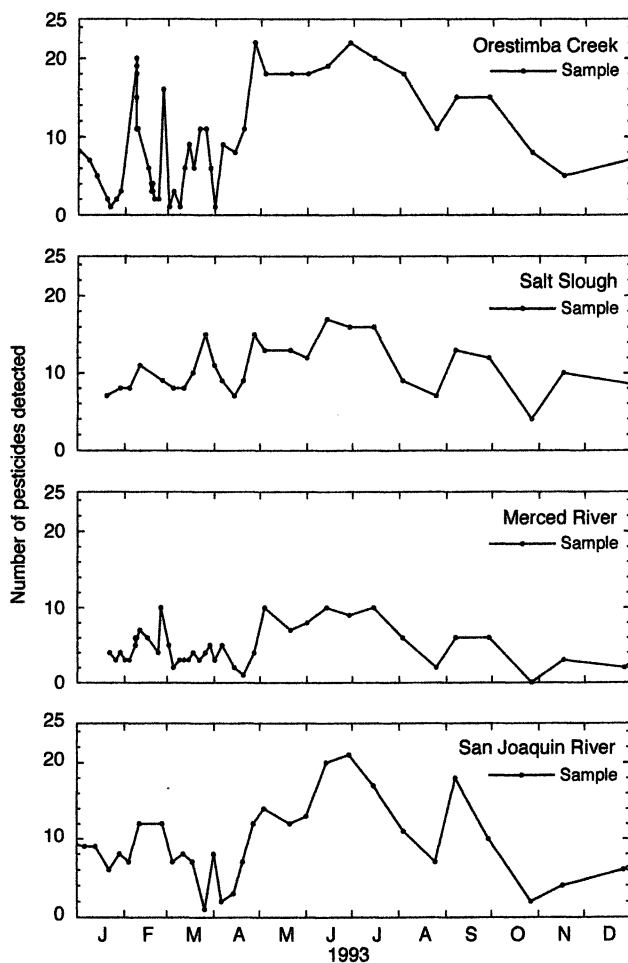 Number of pesticides detected
25
20
10
0
Orestimba Creek
Sample
25
20
10
0
Salt Slough
Sample
25
20
10
0
Merced River
Sample
25
20
10
0
San Joaquin River
Sample
J F M A M J J A S O N D
1993